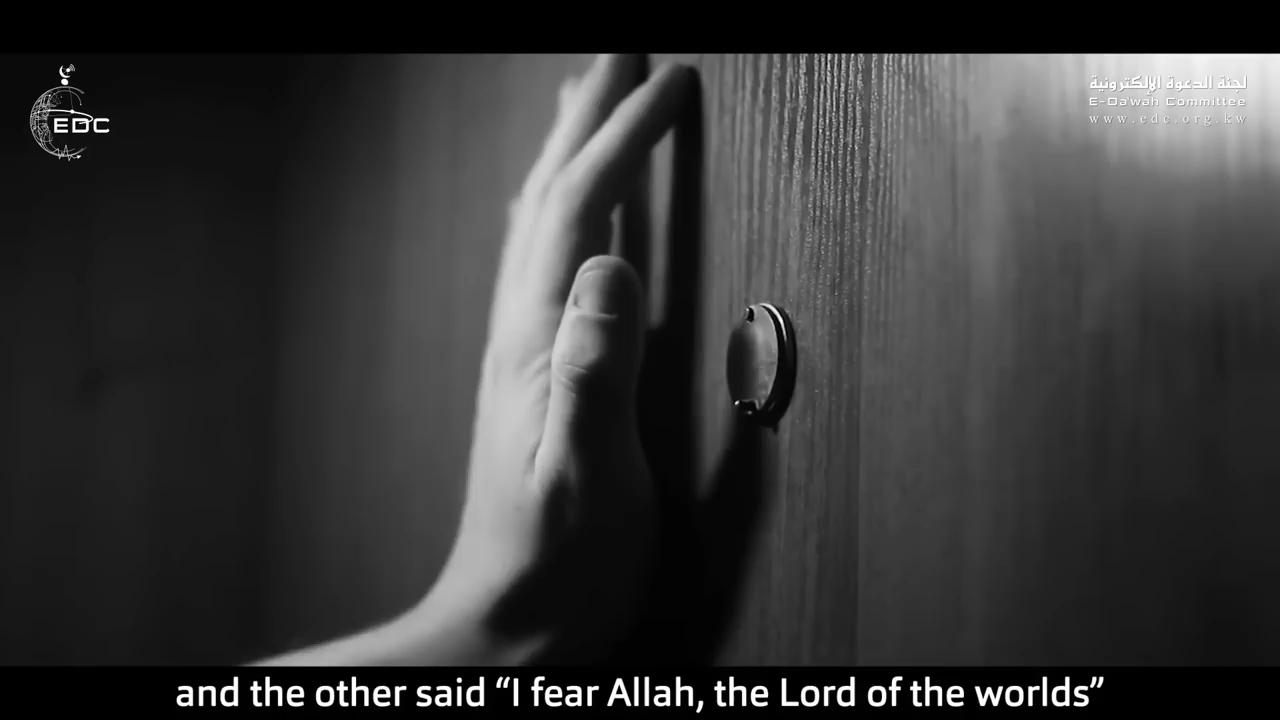 EDC
لجنة الدعوة الإلكترونية
E-Da'wah Committee
www.edc.org.kw
and the other said “I fear Allah, the Lord of the worlds”